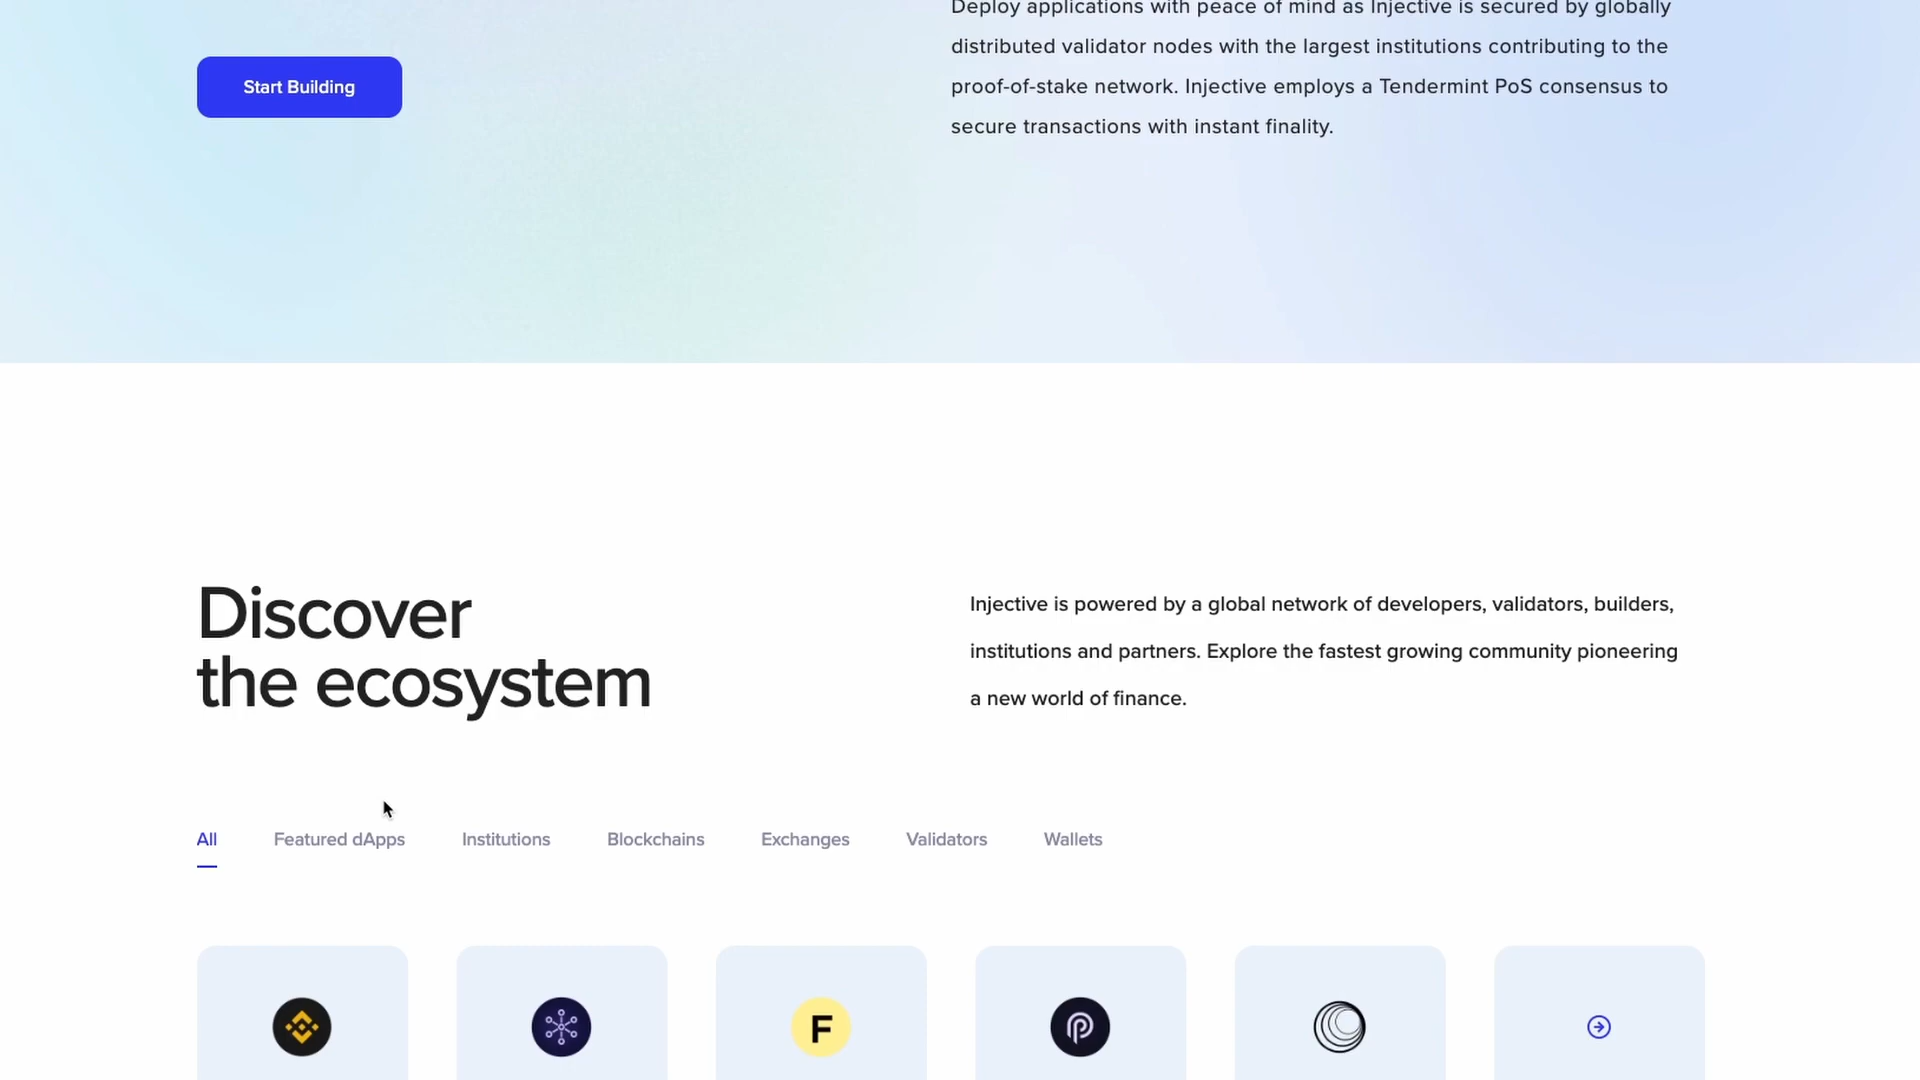 Deploy applications with peace of mind as Injective is secured by globally
distributed validator nodes with the largest institutions contributing to the
proof-of-stake network. Injective employs a Tendermint PoS consensus to
secure transactions with instant finality.
Start Building
Discover
the ecosystem
Injective is powered by a global network of developers, validators, builders,
institutions and partners. Explore the fastest growing community pioneering
a new world of finance.
All Featured dApps Institutions Blockchains Exchanges Validators Wallets
F